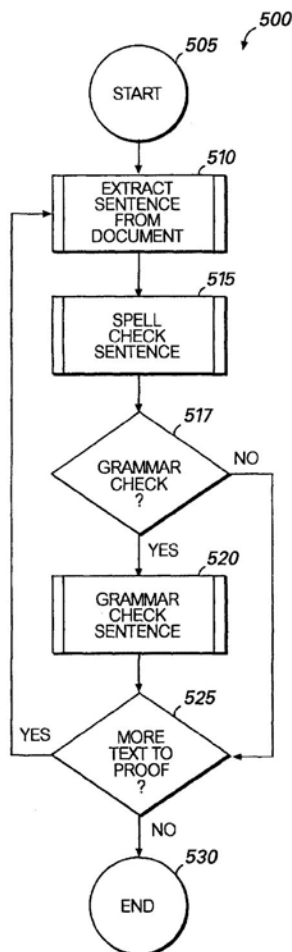 500
505
START
510
EXTRACT
SENTENCE
FROM
DOCUMENT
515
SPELL
CHECK
SENTENCE
517
GRAMMAR
CHECK
?
NO
YES
520
GRAMMAR
CHECK
SENTENCE
525
YES
MORE
TEXT TO
PROOF
?
NO
530
END